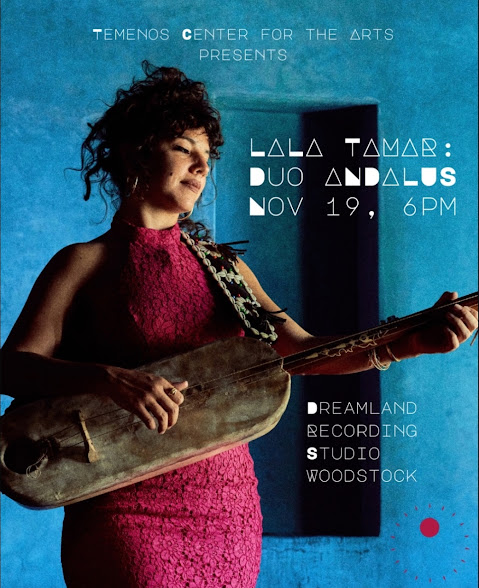 TEMENOS CENTER FOR THE ARTS
PRESENTS
LALA TAMAR:
DUO ANDALUS
NOV 19, 6PM
DREAMLAND
RECORDING
STUDIO
WOODSTOCK